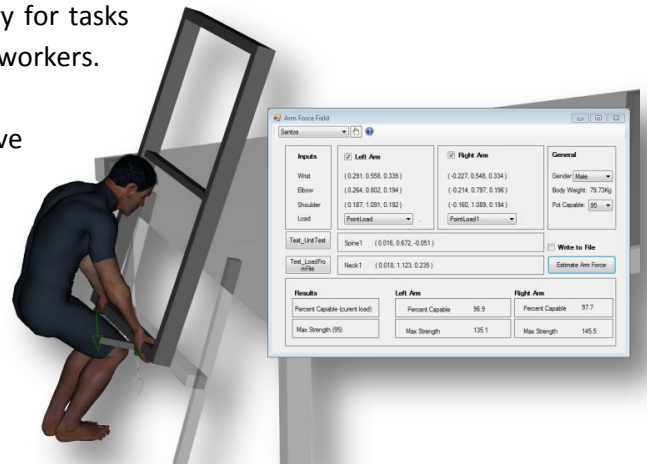 y for tasks
workers.
ve
Arm Force Field
Santos
Inputs Left Arm Right Arm General
Wrist (0.291, 0.558, 0.339) (-0.227, 0.548, 0.334) Gender: Male
Elbow (0.264, 0.802, 0.194) (-0.214, 0.797, 0.196) Body Weight: 79.73Kg
Shoulder (0.187, 1.091, 0.192) (-0.160, 1.089, 0.194) Pct Capable: 95
Load PointLoad PointLoad1
Test_UnitTest Spine1 (0.016, 0.672, -0.051) Write to File
Test_LoadFro
mFile Neck1 (0.018, 1.123, 0.235) Estimate Arm Force
Results Left Arm Right Arm
Percent Capable (curent load) Percent Capable 96.9 Percent Capable 97.7
Max Strength (95) Max Strength 135.1 Max Strength 145.5